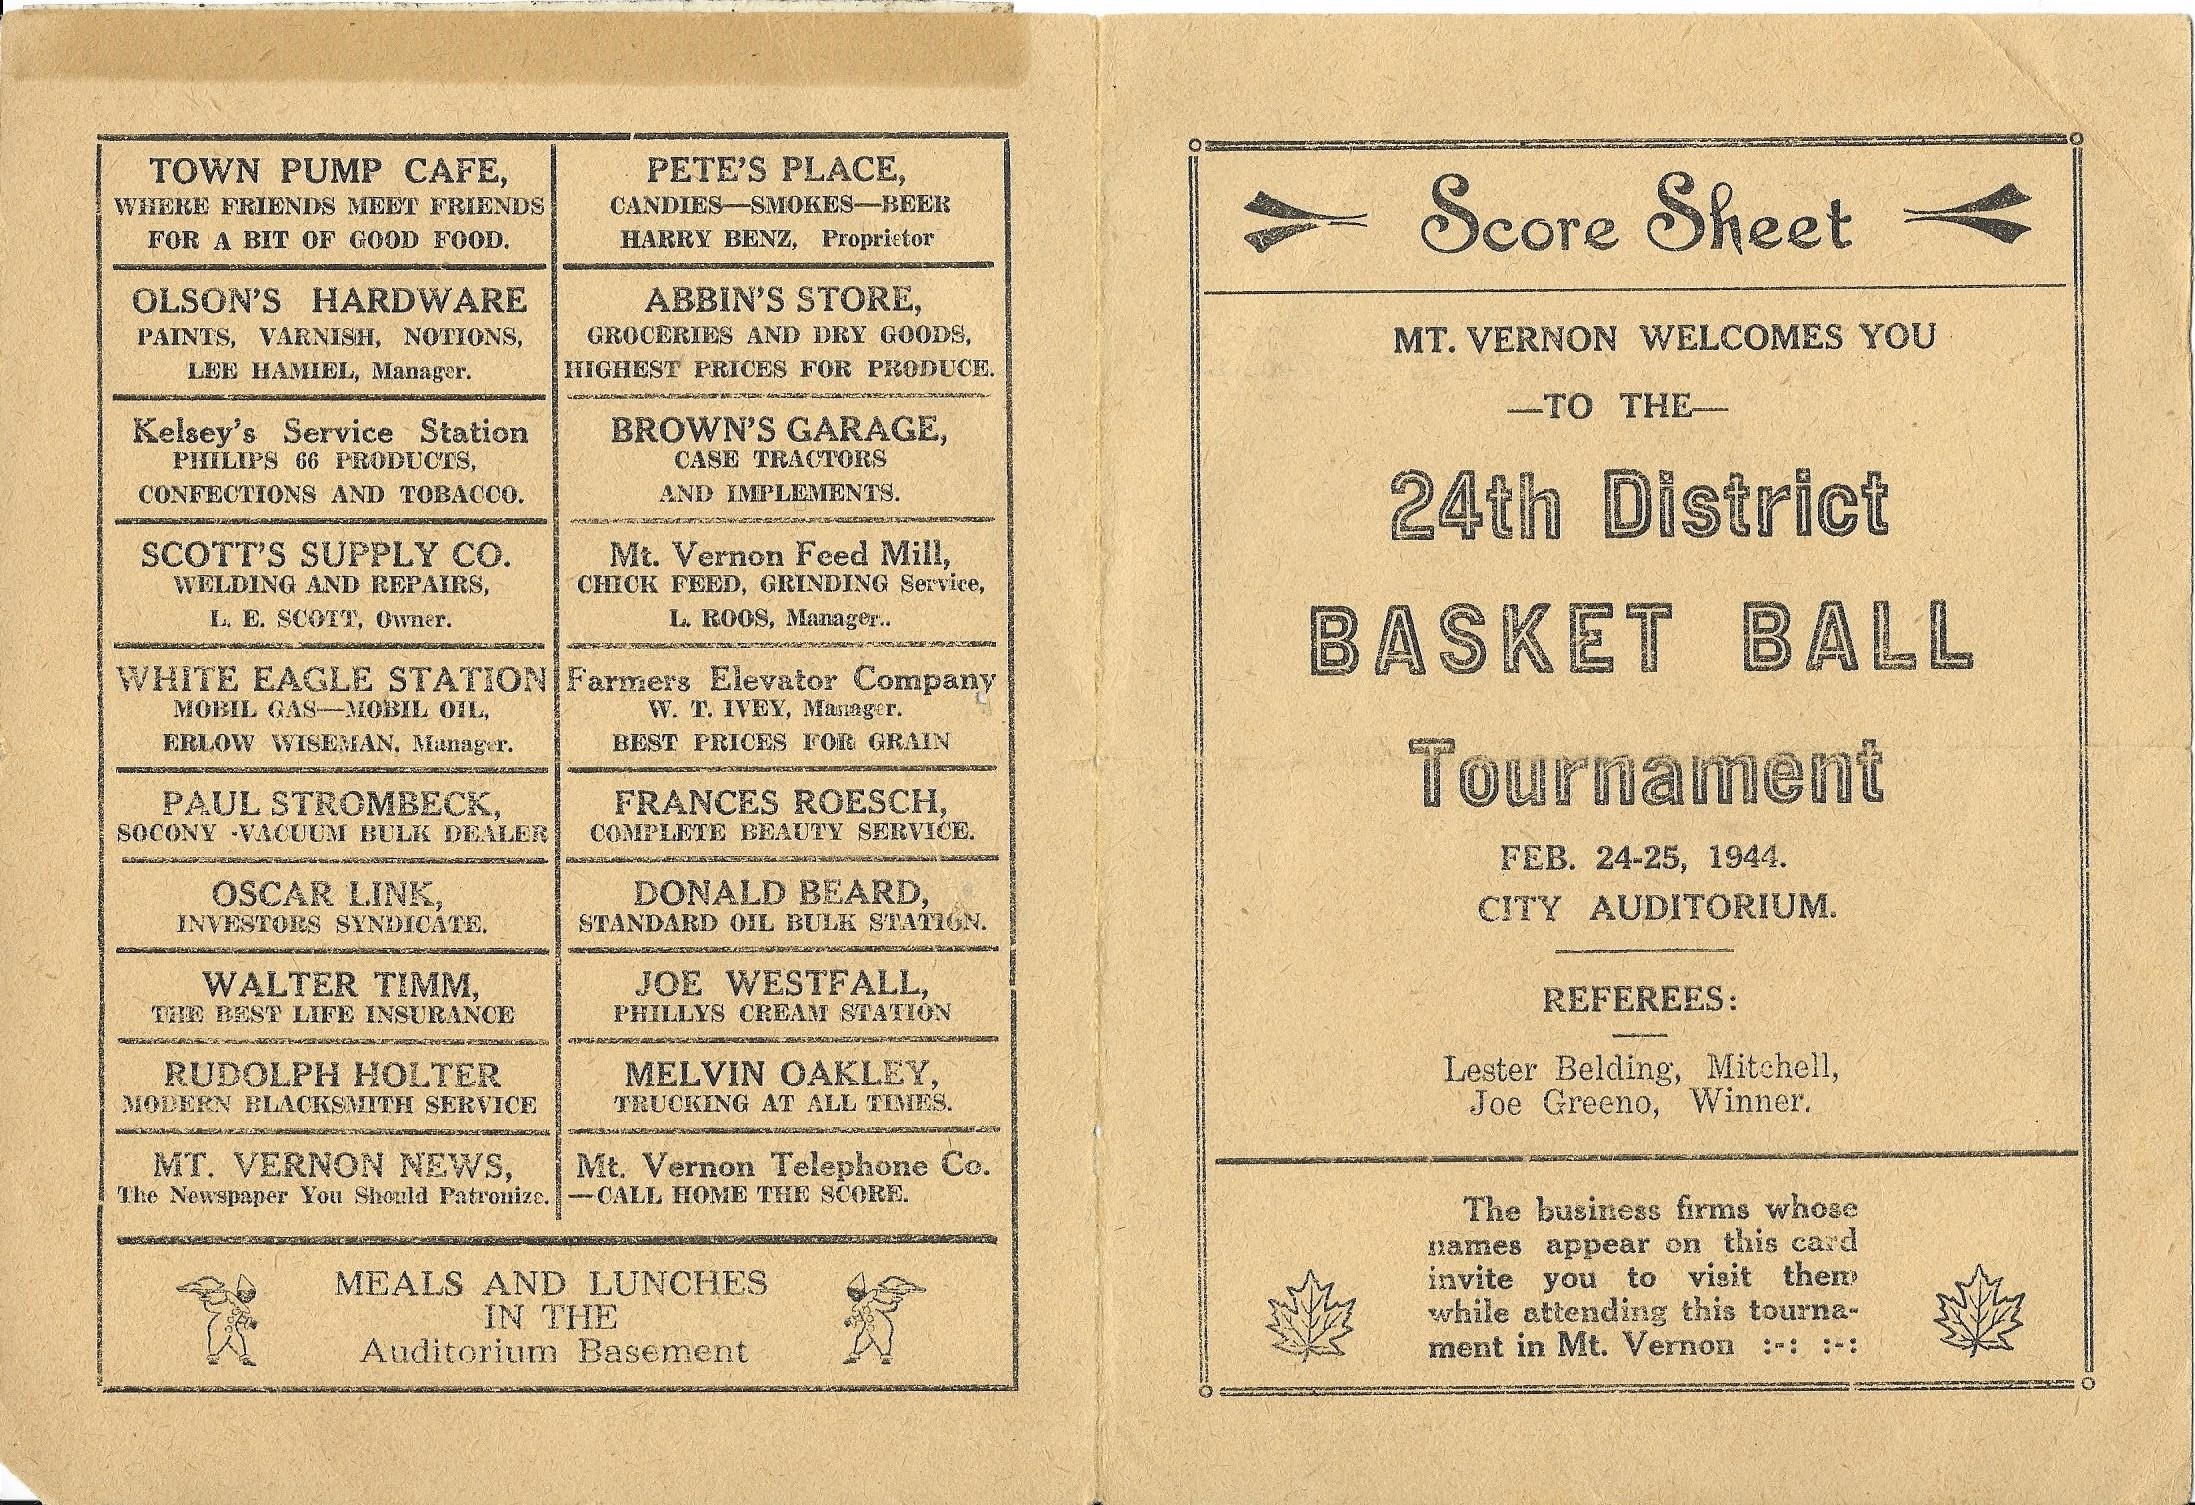 TOWN PUMP CAFE,
WHERE FRIENDS MEET FRIENDS
FOR A BIT OF GOOD FOOD.
OLSON'S HARDWARE
PAINTS, VARNISH, NOTIONS,
LEE HAMIEL, Manager.
Kelsey's Service Station
PHILIPS 66 PRODUCTS,
CONFECTIONS AND TOBACCO.
SCOTT'S SUPPLY CO.
WELDING AND REPAIRS,
L. E. SCOTT, Owner.
WHITE EAGLE STATION
MOBIL GAS—MOBIL OIL,
ERLOW WISEMAN, Manager.
PAUL STROMBECK,
SOCONY -VACUUM BULK DEALER
OSCAR LINK,
INVESTORS SYNDICATE.
WALTER TIMM,
THE BEST LIFE INSURANCE
RUDOLPH HOLTER
MODERN BLACKSMITH SERVICE
MT. VERNON NEWS,
The Newspaper You Should Patronize.
PETE'S PLACE,
CANDIES—SMOKES—BEER
HARRY BENZ, Proprietor
ABBIN'S STORE,
GROCERIES AND DRY GOODS,
HIGHEST PRICES FOR PRODUCE.
BROWN'S GARAGE,
CASE TRACTORS
AND IMPLEMENTS.
Mt. Vernon Feed Mill,
CHICK FEED, GRINDING Service,
L. ROOS, Manager..
Farmers Elevator Company
W. T. IVEY, Manager.
BEST PRICES FOR GRAIN
FRANCES ROESCH,
COMPLETE BEAUTY SERVICE.
DONALD BEARD,
STANDARD OIL BULK STATION.
JOE WESTFALL,
PHILLYS CREAM STATION
MELVIN OAKLEY,
TRUCKING AT ALL TIMES.
Mt. Vernon Telephone Co.
—CALL HOME THE SCORE.
MEALS AND LUNCHES
IN THE
Auditorium Basement
Score Sheet
MT. VERNON WELCOMES YOU
—TO THE—
24th District
BASKET BALL
Tournament
FEB. 24-25, 1944.
CITY AUDITORIUM.
REFEREES:
Lester Belding, Mitchell,
Joe Greeno, Winner.
The business firms whose
names appear on this card
invite you to visit them
while attending this tourna-
ment in Mt. Vernon :-: :-: